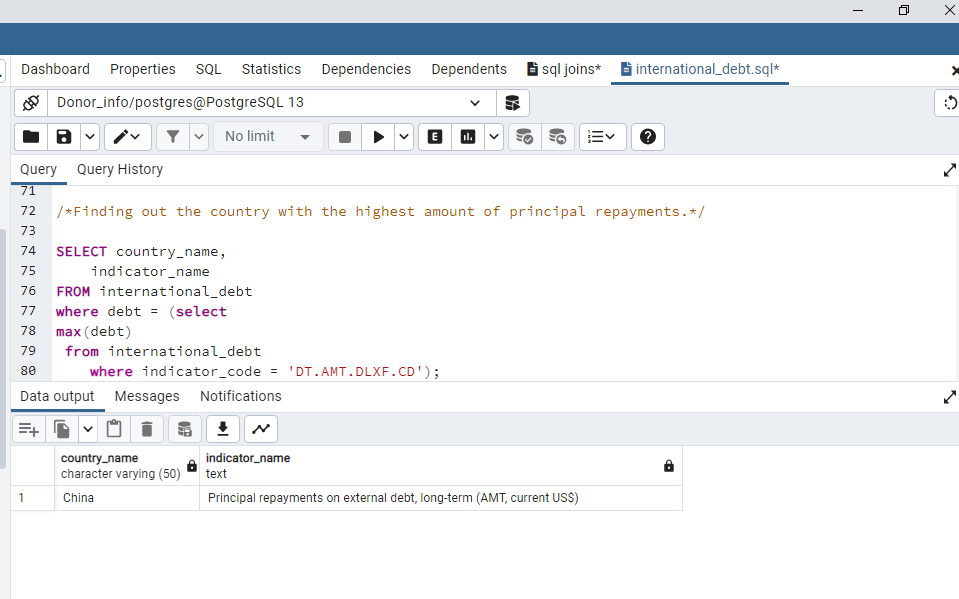 Dashboard Properties SQL Statistics Dependencies Dependents sql joins* international_debt.sql*
Donor_info/postgres@PostgreSQL 13
No limit
E
Query Query History
71
72 /*Finding out the country with the highest amount of principal repayments.*/
73
74 SELECT country_name,
75 indicator_name
76 FROM international_debt
77 where debt = (select
78 max(debt)
79 from international_debt
80 where indicator_code = 'DT.AMT.DLXF.CD');
Data output Messages Notifications
country_name indicator_name
character varying (50) text
1 China Principal repayments on external debt, long-term (AMT, current US$)